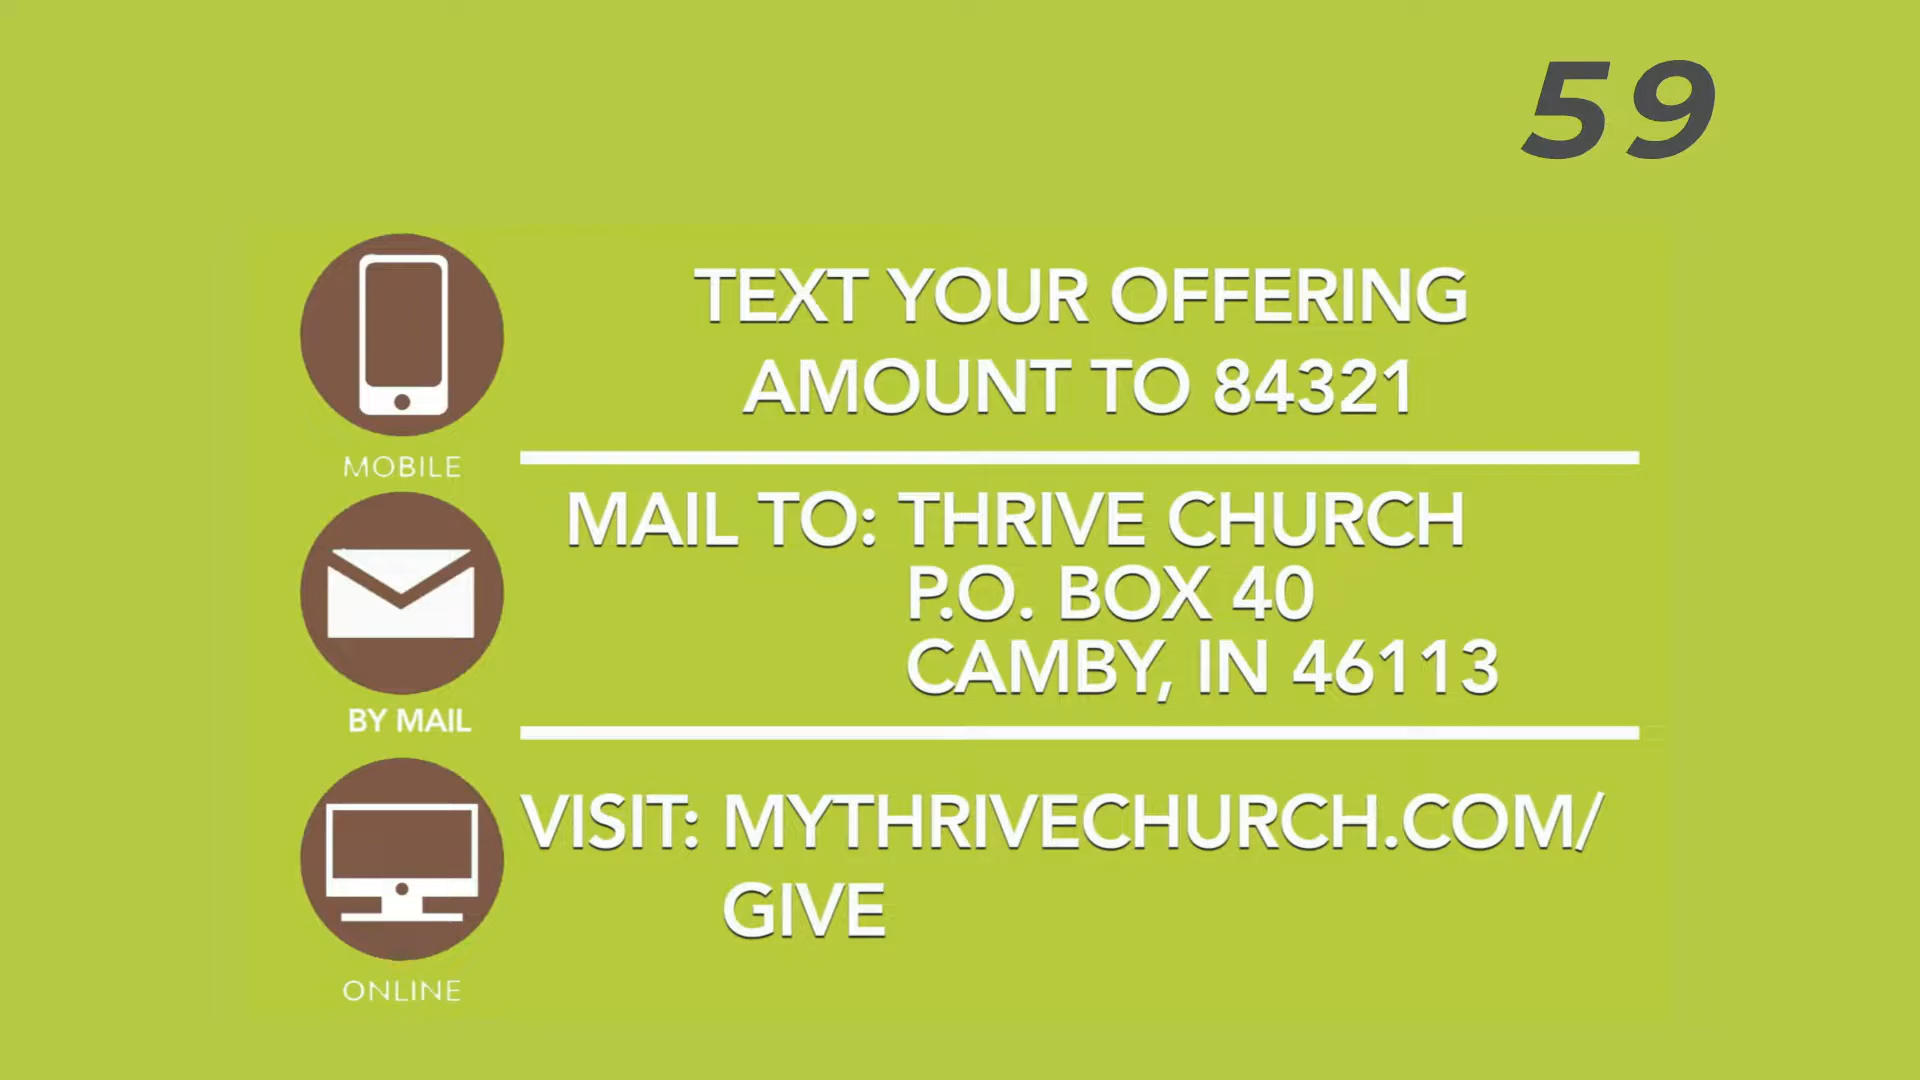 59
TEXT YOUR OFFERING
AMOUNT TO 84321
MOBILE
MAIL TO: THRIVE CHURCH
P.O. BOX 40
CAMBY, IN 46113
BY MAIL
VISIT: MYTHRIVECHURCH.COM/
GIVE
ONLINE